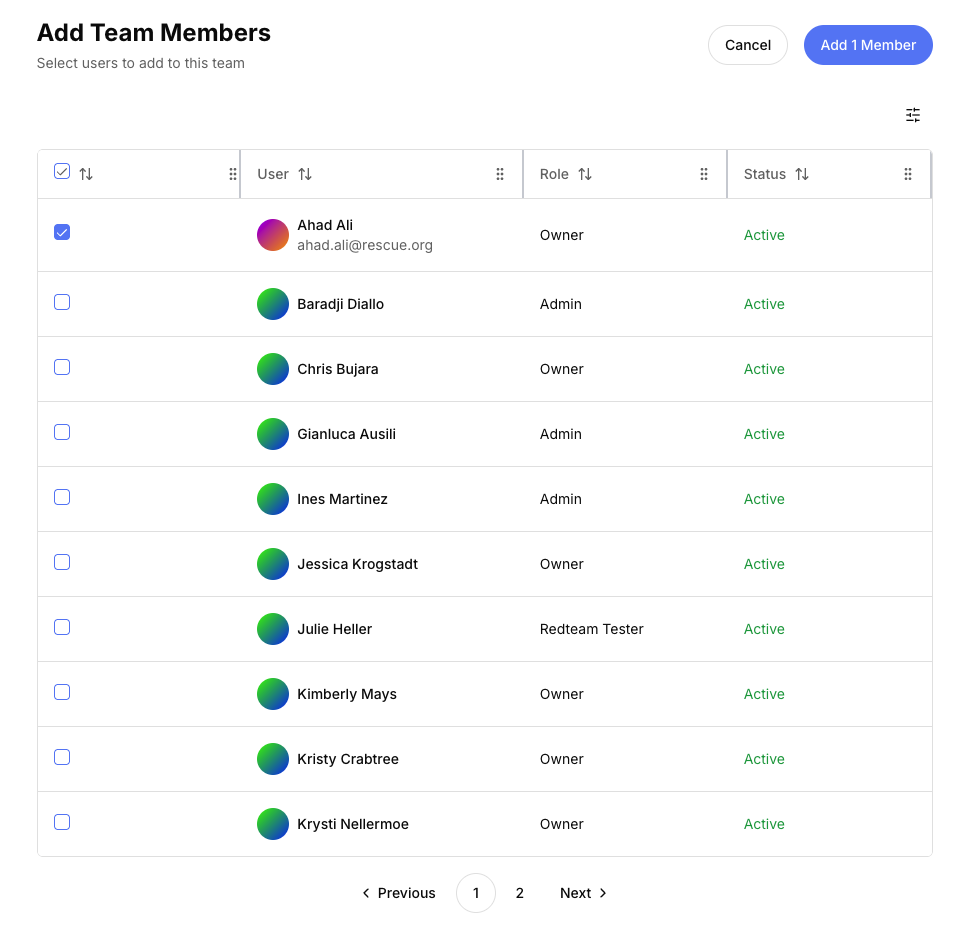 Add Team Members
Select users to add to this team
Cancel
Add 1 Member
User
Role
Status
Ahad Ali
ahad.ali@rescue.org
Owner
Active
Baradji Diallo
Admin
Active
Chris Bujara
Owner
Active
Gianluca Ausili
Admin
Active
Ines Martinez
Admin
Active
Jessica Krogstadt
Owner
Active
Julie Heller
Redteam Tester
Active
Kimberly Mays
Owner
Active
Kristy Crabtree
Owner
Active
Krysti Nellermoe
Owner
Active
Previous
1
2
Next